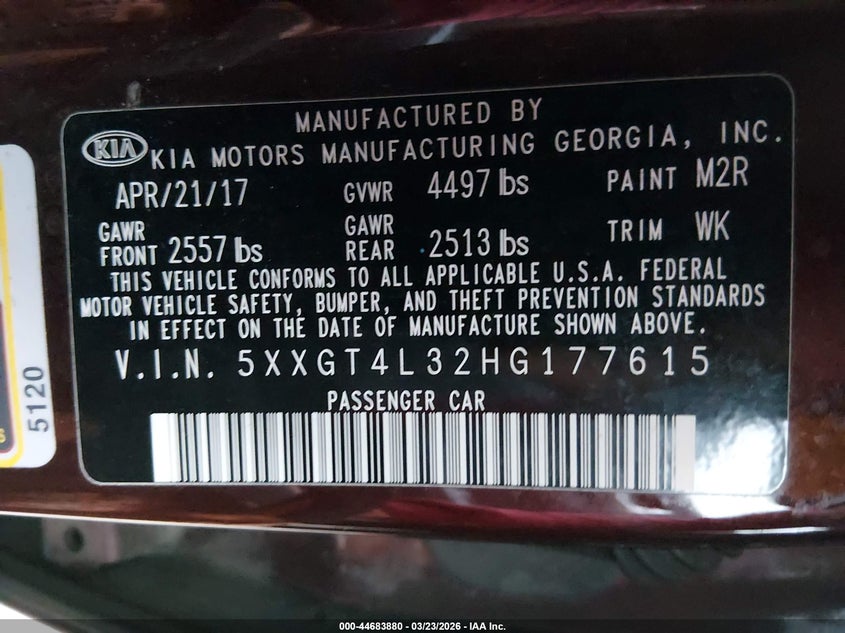 MANUFACTURED BY
KIA KIA MOTORS MANUFACTURING GEORGIA, INC.
APR/21/17 GVWR 4497 lbs PAINT M2R
GAWR FRONT 2557 lbs GAWR REAR 2513 lbs TRIM WK
THIS VEHICLE CONFORMS TO ALL APPLICABLE U.S.A. FEDERAL
MOTOR VEHICLE SAFETY, BUMPER, AND THEFT PREVENTION STANDARDS
IN EFFECT ON THE DATE OF MANUFACTURE SHOWN ABOVE.
V.I.N. 5XXGT4L32HG177615
PASSENGER CAR
5120
000-44683880 / 03/23/2026 - IAA Inc.